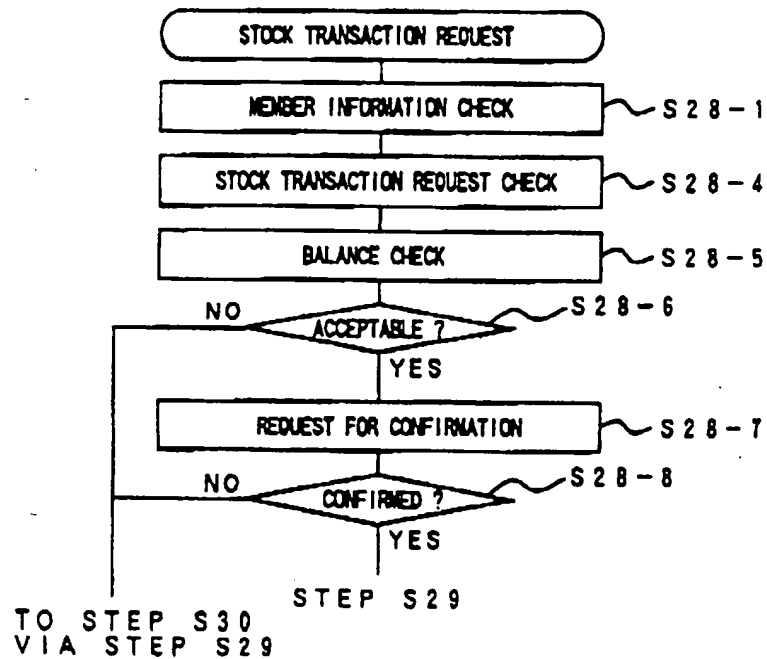 STOCK TRANSACTION REQUEST
MEMBER INFORMATION CHECK
S28-1
STOCK TRANSACTION REQUEST CHECK
S28-4
BALANCE CHECK
S28-5
NO
S28-6
ACCEPTABLE ?
YES
REQUEST FOR CONFIRMATION
S28-7
NO
S28-8
CONFIRMED ?
YES
STEP S29
TO STEP S30
VIA STEP S29